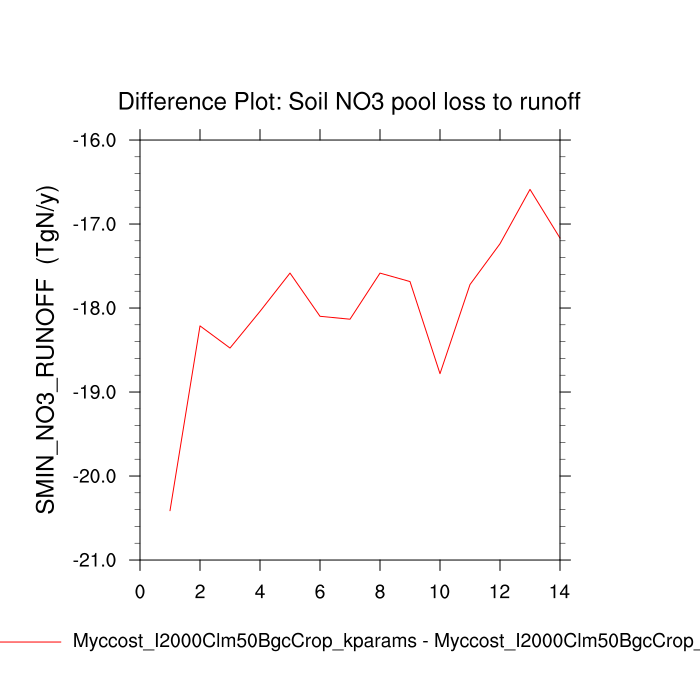 Difference Plot: Soil NO3 pool loss to runoff
SMIN_NO3_RUNOFF (TgN/y)
-16.0
-17.0
-18.0
-19.0
-20.0
-21.0
0 2 4 6 8 10 12 14
Myccost_I2000Clm50BgcCrop_kparams - Myccost_I2000Clm50BgcCrop_